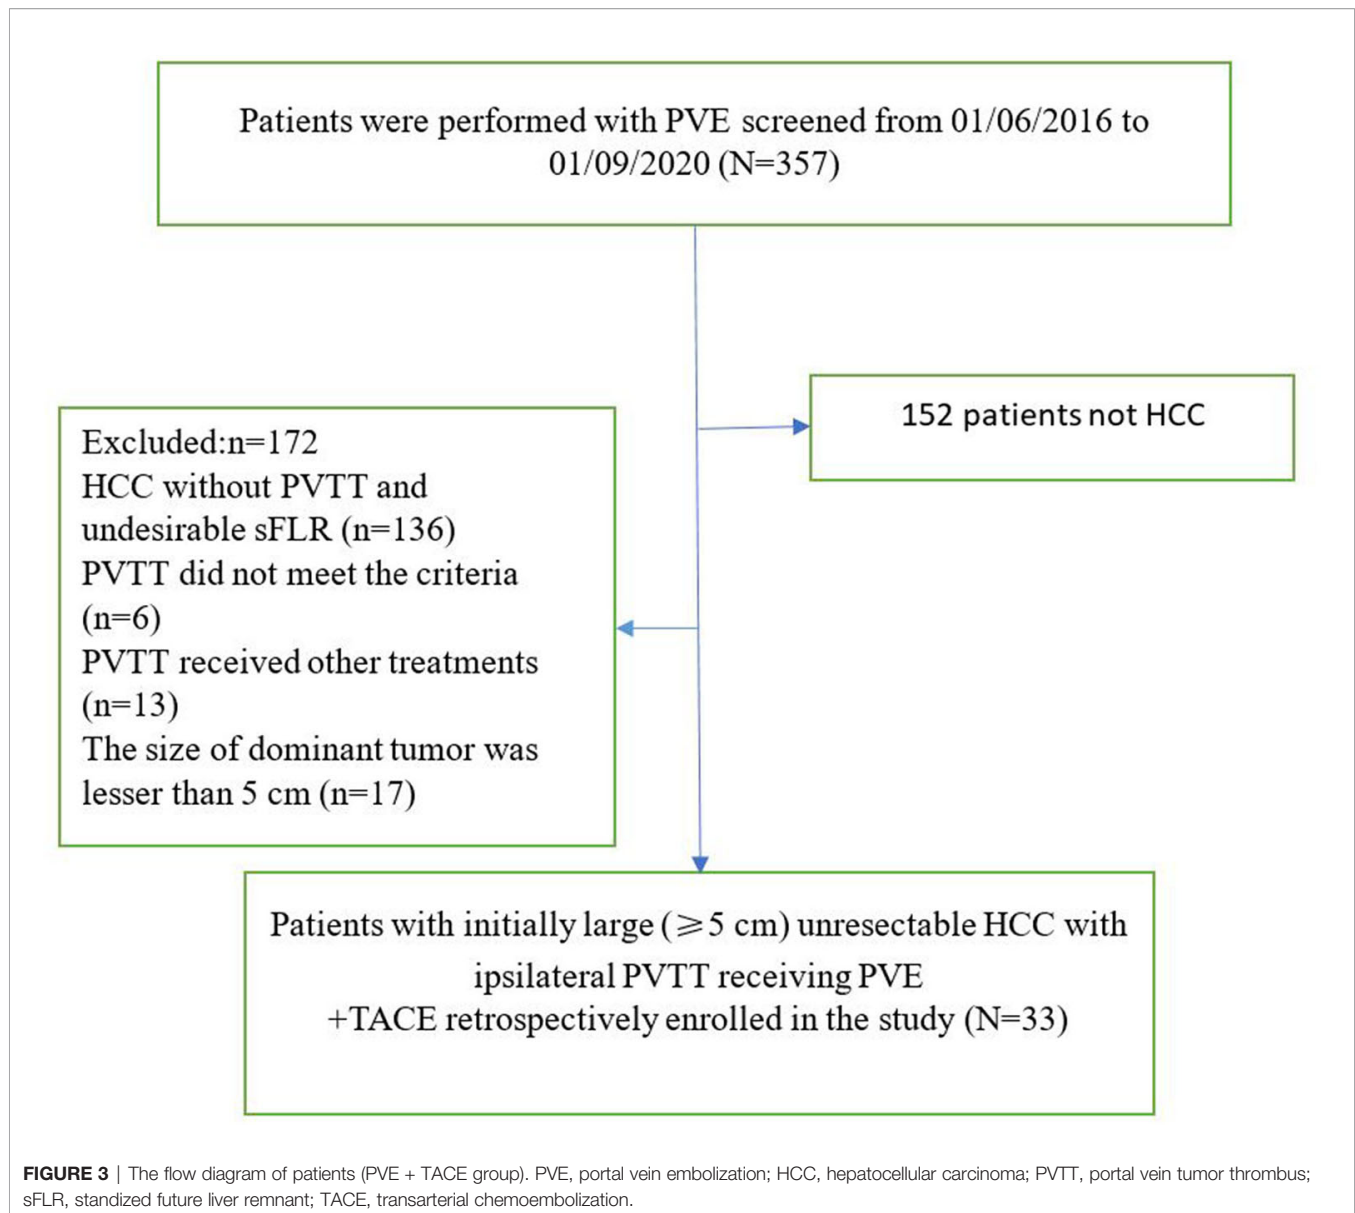 Patients were performed with PVE screened from 01/06/2016 to
01/09/2020 (N=357)
152 patients not HCC
Excluded:n=172
HCC without PVTT and
undesirable sFLR (n=136)
PVTT did not meet the criteria
(n=6)
PVTT received other treatments
(n=13)
The size of dominant tumor was
lesser than 5 cm (n=17)
Patients with initially large (⩾5 cm) unresectable HCC with
ipsilateral PVTT receiving PVE
+TACE retrospectively enrolled in the study (N=33)
FIGURE 3 | The flow diagram of patients (PVE + TACE group). PVE, portal vein embolization; HCC, hepatocellular carcinoma; PVTT, portal vein tumor thrombus;
sFLR, standized future liver remnant; TACE, transarterial chemoembolization.